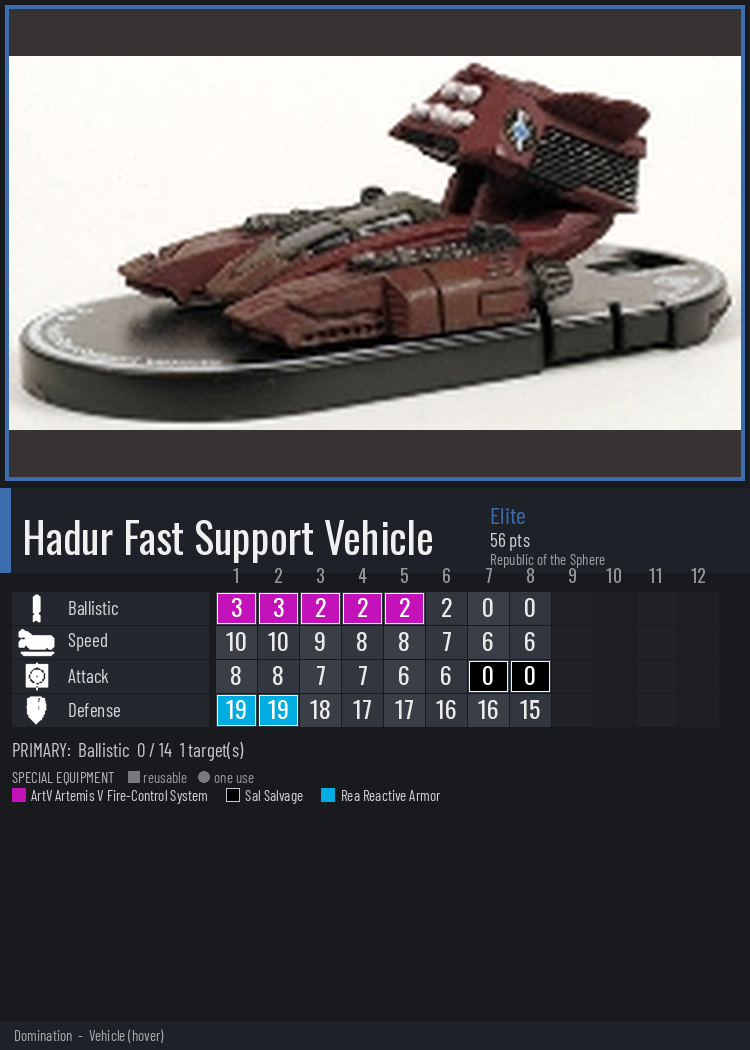 Hadur Fast Support Vehicle
Elite
56 pts
Republic of the Sphere
1 2 3 4 5 6 7 8 9 10 11 12
Ballistic 3 3 2 2 2 2 0 0
Speed 10 10 9 8 8 7 6 6
Attack 8 8 7 7 6 6 0 0
Defense 19 19 18 17 17 16 16 15
PRIMARY: Ballistic 0 / 14 1 target(s)
SPECIAL EQUIPMENT reusable one use
ArtV Artemis V Fire-Control System Sal Salvage Rea Reactive Armor
Domination - Vehicle (hover)